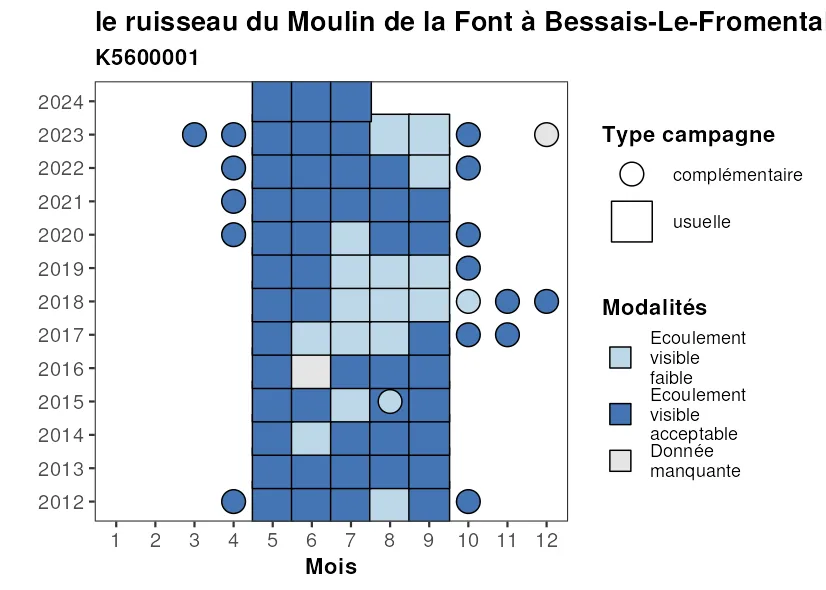 le ruisseau du Moulin de la Font à Bessais-Le-Fromental
K5600001
2024
2023
2022
2021
2020
2019
2018
2017
2016
2015
2014
2013
2012
1 2 3 4 5 6 7 8 9 10 11 12
Mois
Type campagne
complémentaire
usuelle
Modalités
Ecoulement
visible
faible
Ecoulement
visible
acceptable
Donnée
manquante